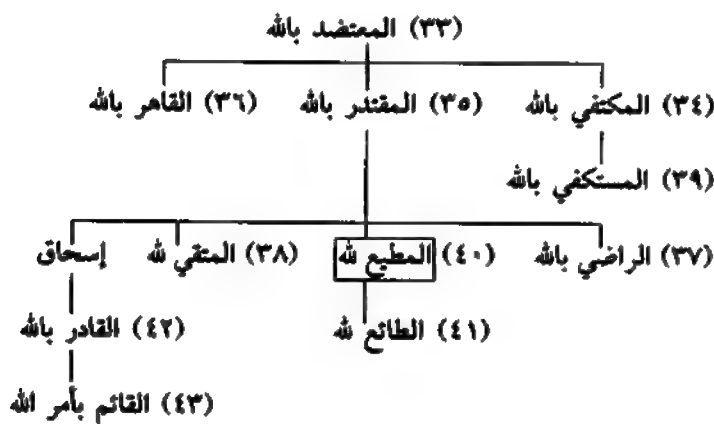 (٣٣) المعتضد بالله
(٣٤) المكتفي بالله (٣٥) المقتدر بالله (٣٦) القاهر بالله
(٣٩) المستكفي بالله
(٣٧) الراضي بالله (٤٠) المطيع لله (٣٨) المتقي لله إسحاق
(٤١) الطائع لله (٤٢) القادر بالله
(٤٣) القائم بأمر الله